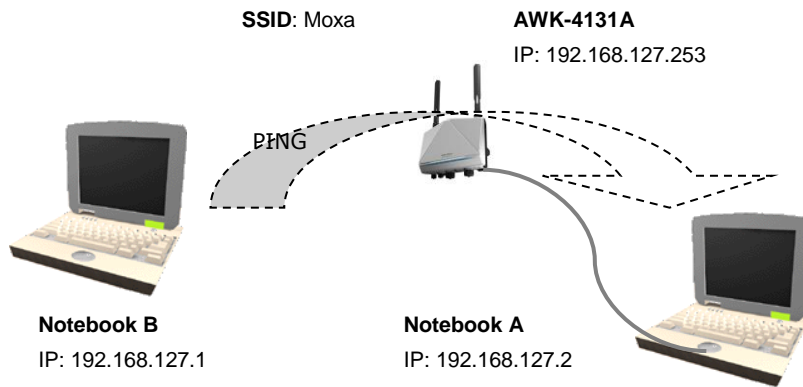 SSID: Moxa
AWK-4131A
IP: 192.168.127.253
PING
Notebook B
IP: 192.168.127.1
Notebook A
IP: 192.168.127.2